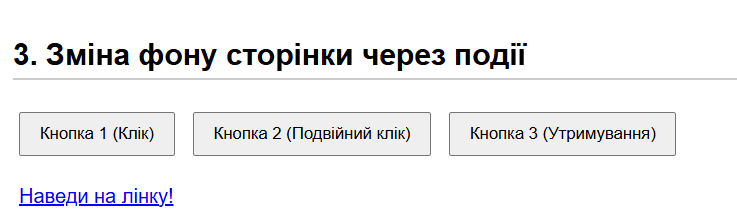 3. Зміна фону сторінки через події
Кнопка 1 (Клік) Кнопка 2 (Подвійний клік) Кнопка 3 (Утримування)
Наведи на лінку!